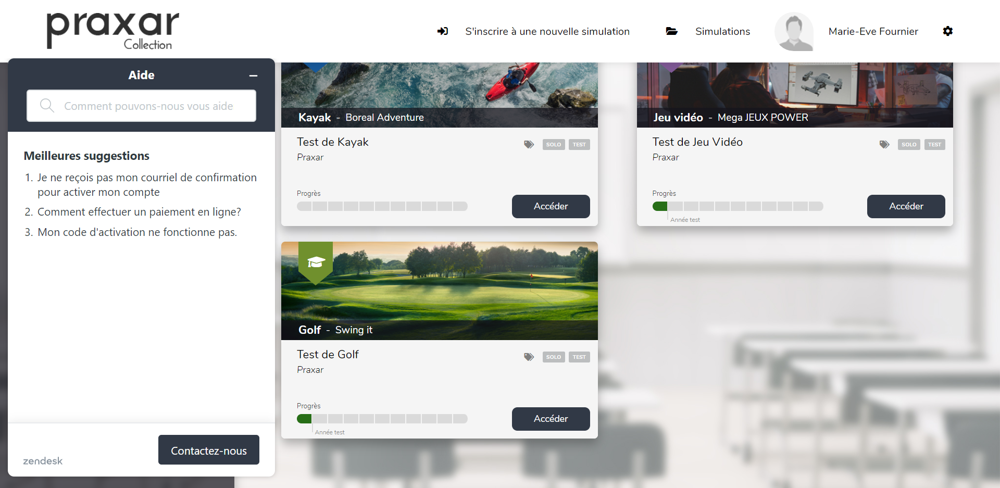 praxar
Collection
S'inscrire à une nouvelle simulation
Simulations
Marie-Eve Fournier
Aide
Comment pouvons-nous vous aide
Meilleures suggestions
1. Je ne reçois pas mon courriel de confirmation
pour activer mon compte
2. Comment effectuer un paiement en ligne?
3. Mon code d'activation ne fonctionne pas.
zendesk
Contactez-nous
Kayak - Boreal Adventure
Test de Kayak
SOLO TEST
Praxar
Progrès
Accéder
Jeu vidéo - Mega JEUX POWER
Test de Jeu Vidéo
SOLO TEST
Praxar
Progrès
Accéder
Année test
Golf - Swing it
Test de Golf
SOLO TEST
Praxar
Progrès
Accéder
Année test